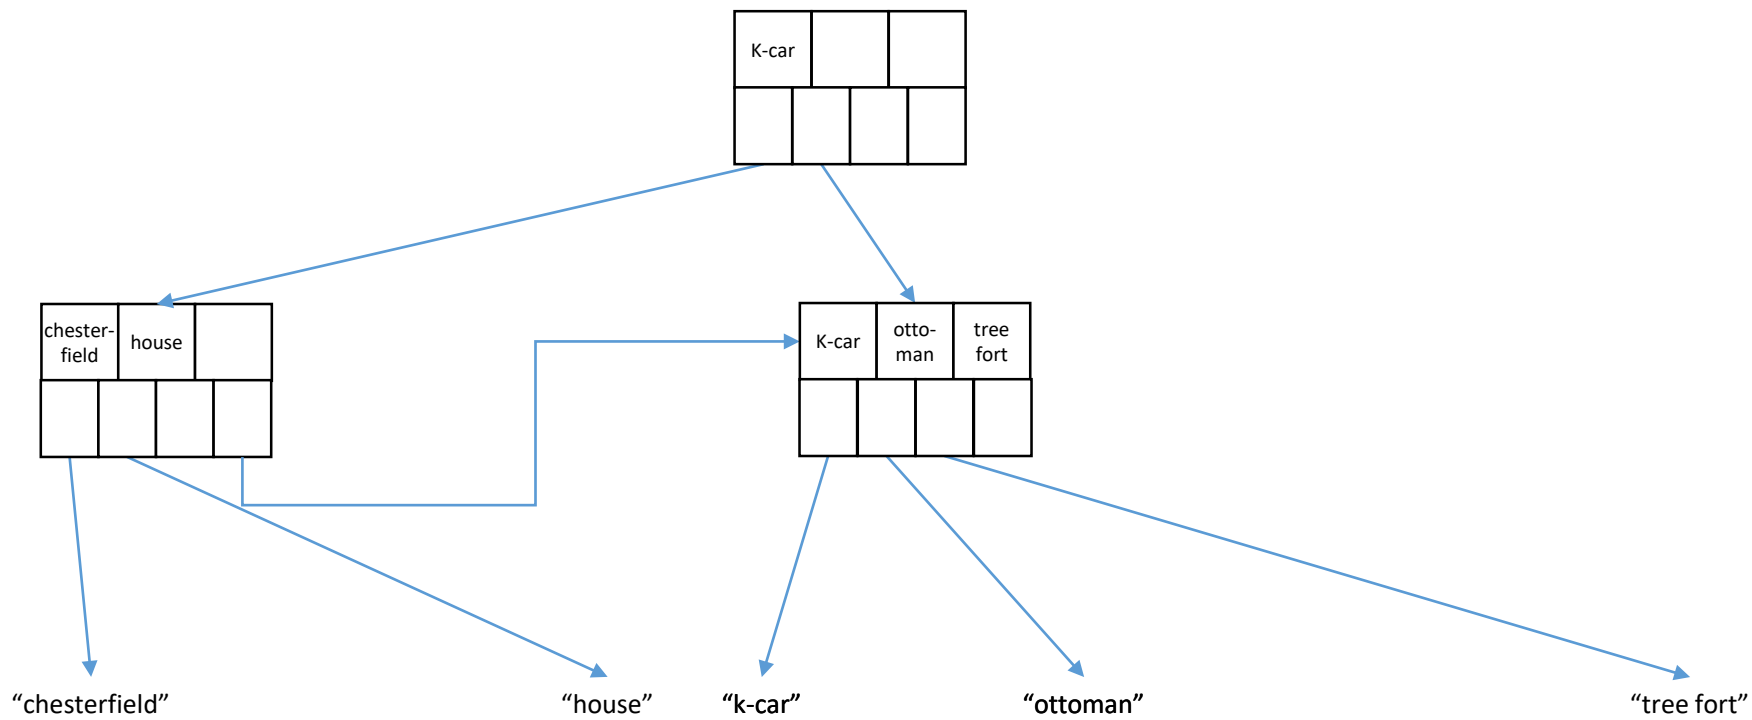 K-car
chester-
field
house
K-car
otto-
man
tree
fort
“chesterfield”
“house”
“k-car”
“ottoman”
“tree fort”